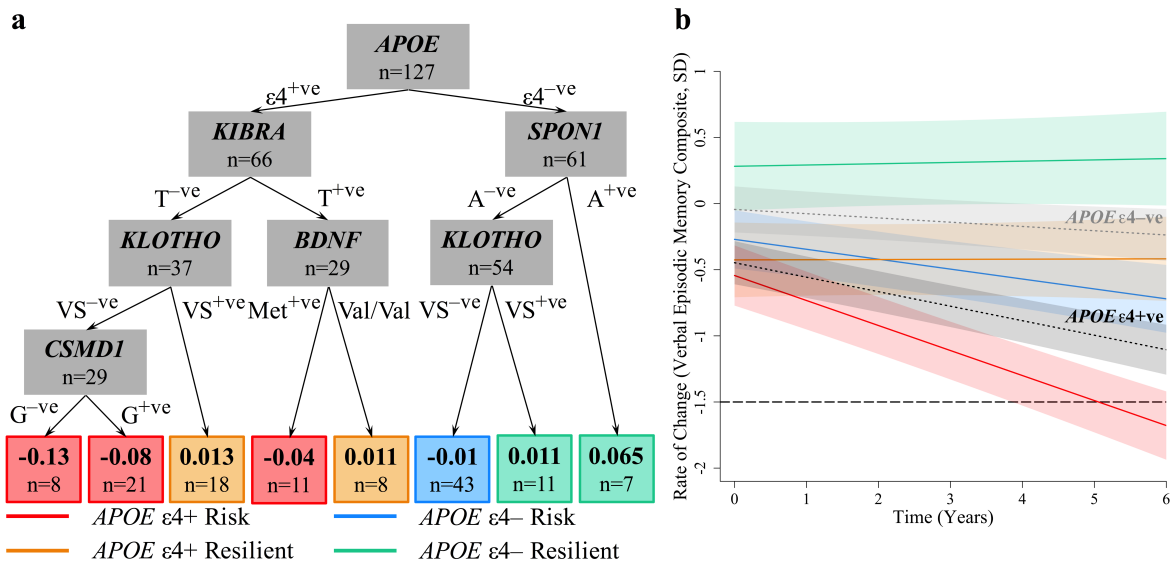 a
APOE
n=127
ε4+ve
ε4–ve
KIBRA
n=66
SPON1
n=61
T–ve
T+ve
A–ve
A+ve
KLOTHO
n=37
BDNF
n=29
KLOTHO
n=54
VS–ve
VS+ve
Met+ve
Val/Val
VS–ve
VS+ve
CSMD1
n=29
G–ve
G+ve
-0.13
n=8
-0.08
n=21
0.013
n=18
-0.04
n=11
0.011
n=8
-0.01
n=43
0.011
n=11
0.065
n=7
APOE ε4+ Risk
APOE ε4– Risk
APOE ε4+ Resilient
APOE ε4– Resilient
b
Rate of Change (Verbal Episodic Memory Composite, SD)
1
0.5
0
-0.5
-1
-1.5
-2
APOE ε4–ve
APOE ε4+ve
0 1 2 3 4 5 6
Time (Years)